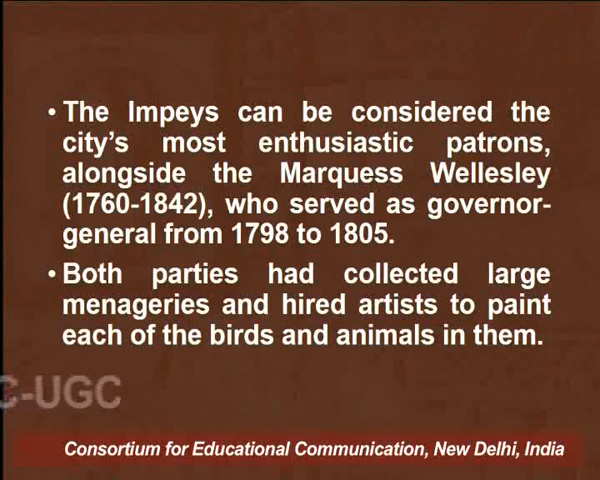 • The Impeys can be considered the
city's most enthusiastic patrons,
alongside the Marquess Wellesley
(1760-1842), who served as governor-
general from 1798 to 1805.
• Both parties had collected large
menageries and hired artists to paint
each of the birds and animals in them.
C-UGC
Consortium for Educational Communication, New Delhi, India